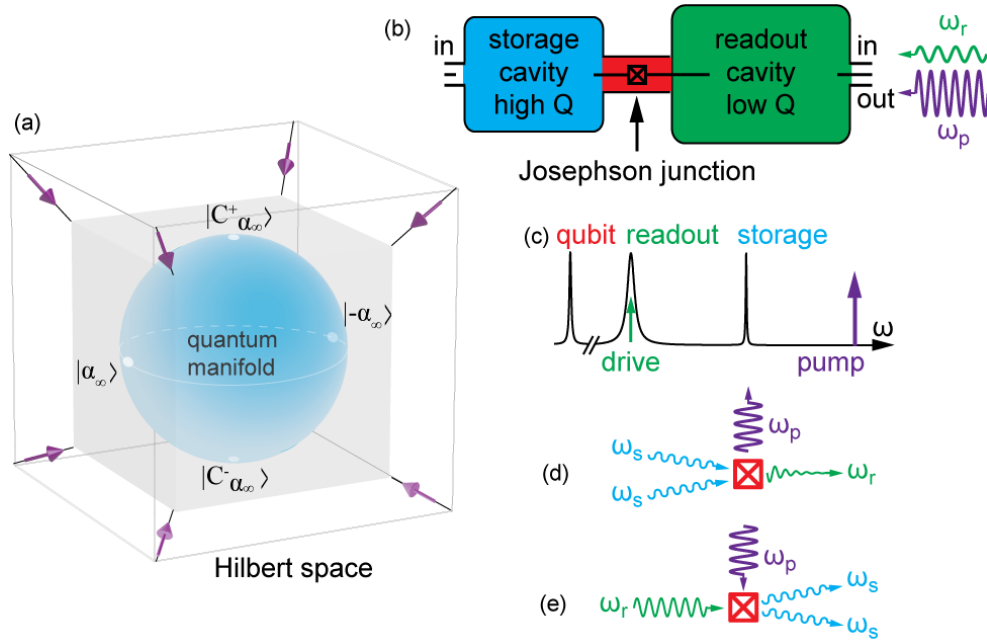 (a)
|C⁺α∞⟩
|-α∞⟩
quantum
manifold
|α∞⟩
|C⁻α∞⟩
Hilbert space
(b)
in
storage
cavity
high Q
readout
cavity
low Q
in
out
ωr
ωp
Josephson junction
(c)
qubit readout storage
ω
drive
pump
(d)
ωs
ωs
ωp
ωr
(e)
ωr
ωp
ωs
ωs